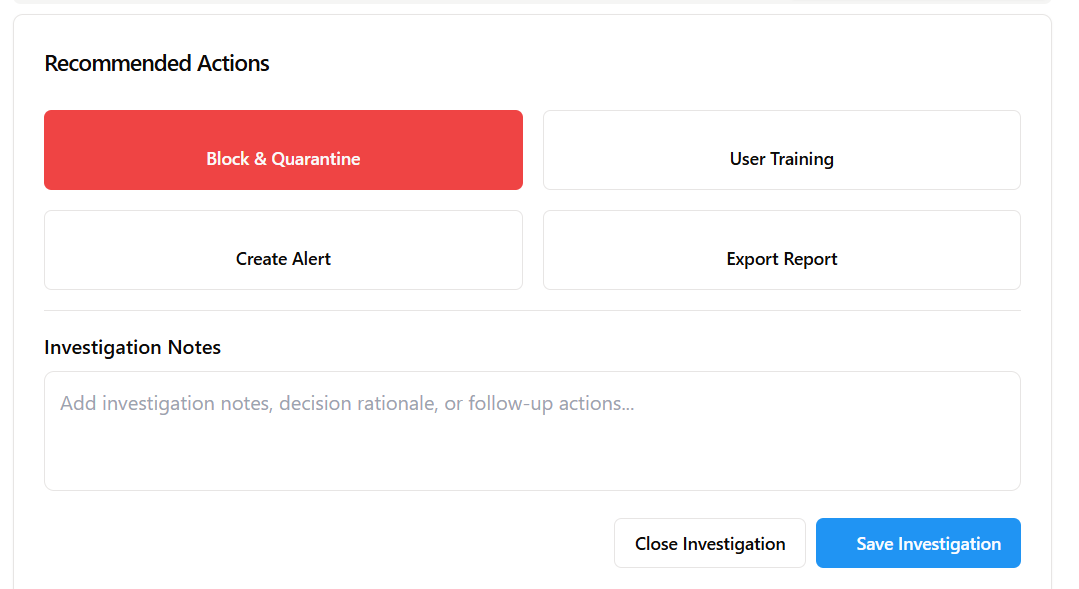 Recommended Actions
Block & Quarantine
User Training
Create Alert
Export Report
Investigation Notes
Add investigation notes, decision rationale, or follow-up actions...
Close Investigation
Save Investigation